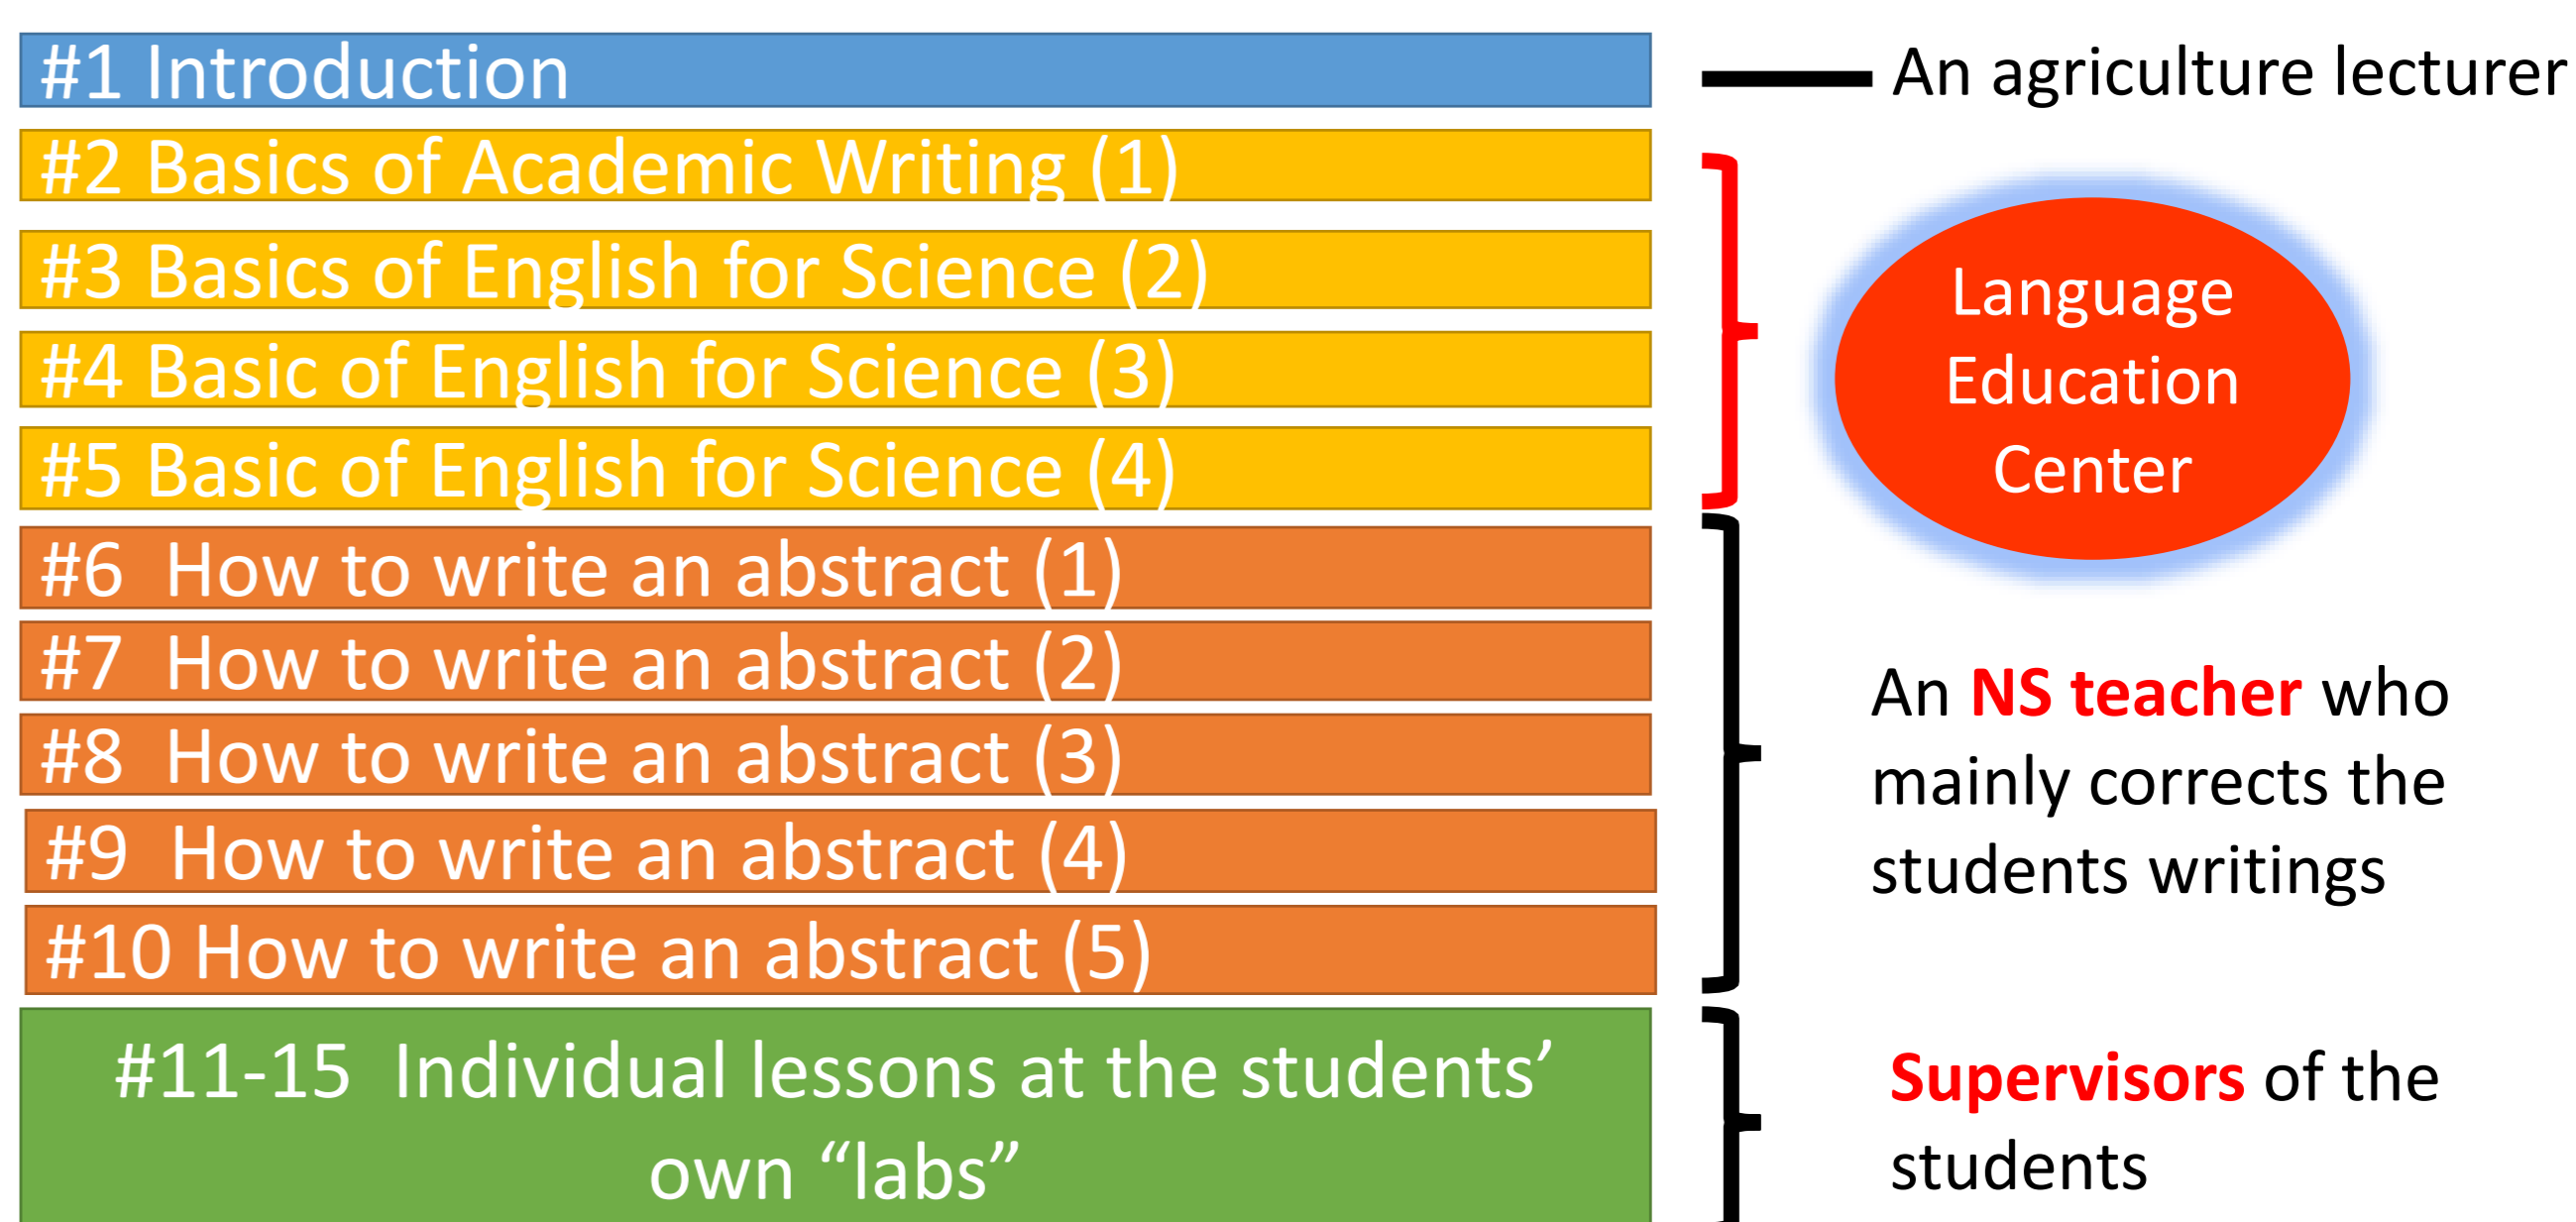 #1 Introduction
An agriculture lecturer
#2 Basics of Academic Writing (1)
#3 Basics of English for Science (2)
#4 Basic of English for Science (3)
#5 Basic of English for Science (4)
Language
Education
Center
#6 How to write an abstract (1)
#7 How to write an abstract (2)
#8 How to write an abstract (3)
#9 How to write an abstract (4)
#10 How to write an abstract (5)
An NS teacher who
mainly corrects the
students writings
#11-15 Individual lessons at the students’
own “labs”
Supervisors of the
students